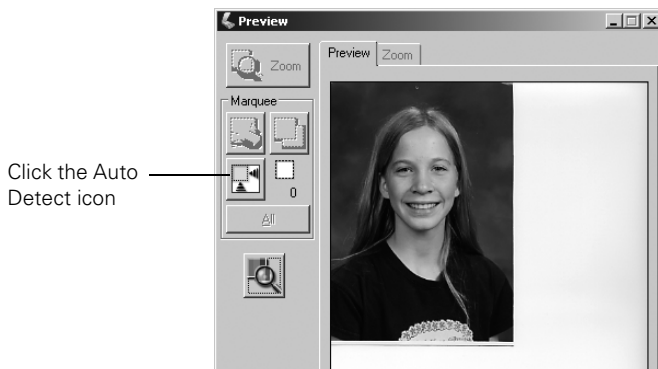 Preview
Zoom
Preview
Zoom
Marquee
Click the Auto
Detect icon
0
All